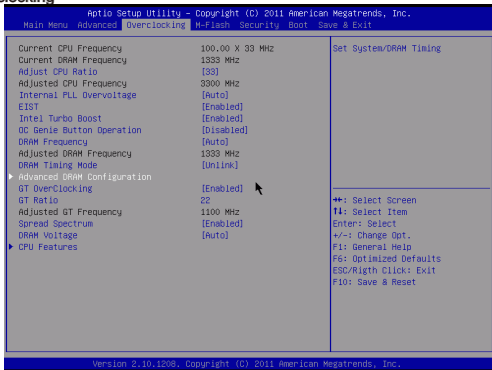 clocking
Aptio Setup Utility - Copyright (C) 2011 American Megatrends, Inc.
Main Menu Advanced Overclocking M-Flash Security Boot Save & Exit
Current CPU Frequency 100.00 X 33 MHz Set System/DRAM Timing
Current DRAM Frequency 1333 MHz
Adjust CPU Ratio [33]
Adjusted CPU Frequency 3300 MHz
Internal PLL Overvoltage [Auto]
EIST [Enabled]
Intel Turbo Boost [Enabled]
OC Genie Button Operation [Disabled]
DRAM Frequency [Auto]
Adjusted DRAM Frequency 1333 MHz
DRAM Timing Mode [Unlink]
Advanced DRAM Configuration
GT OverClocking [Enabled]
GT Ratio 22
Adjusted GT Frequency 1100 MHz
Spread Spectrum [Enabled]
DRAM Voltage [Auto]
CPU Features
→←: Select Screen
↑↓: Select Item
Enter: Select
+/-: Change Opt.
F1: General Help
F6: Optimized Defaults
ESC/Rigth Click: Exit
F10: Save & Reset
Version 2.10.1208. Copyright (C) 2011 American Megatrends, Inc.